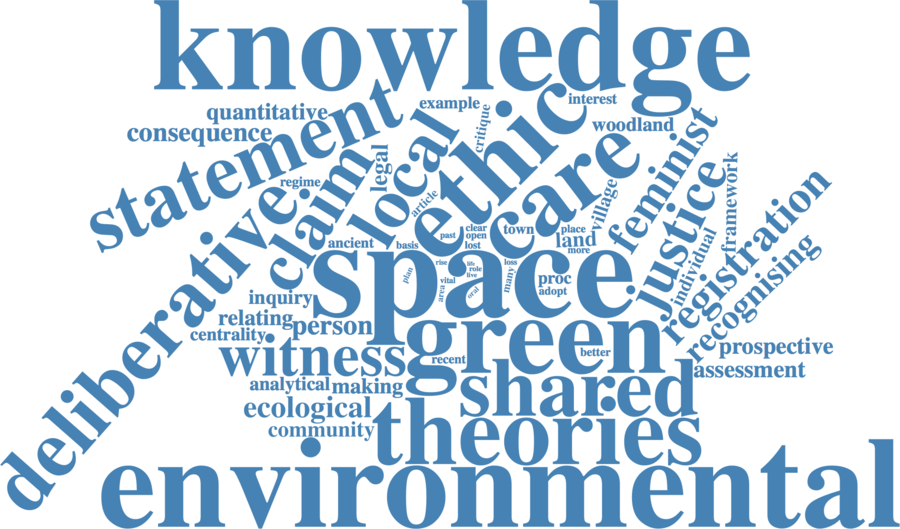 knowledge
quantitative
example
interest
consequence
statement
critique
ethic
woodland
legal
claim
local
care
feminist
regime
article
village
justice
framework
registration
deliberative
ancient
basis
past
clear
open
lost
town
place
land
more
individual
recognising
space
plan
rise
life
role
live
loss
many
vital
area
oral
proc
adopt
inquiry
relating
person
centrality
green
witness
recent
better
prospective
assessment
analytical
making
shared
ecological
community
theories
environmental